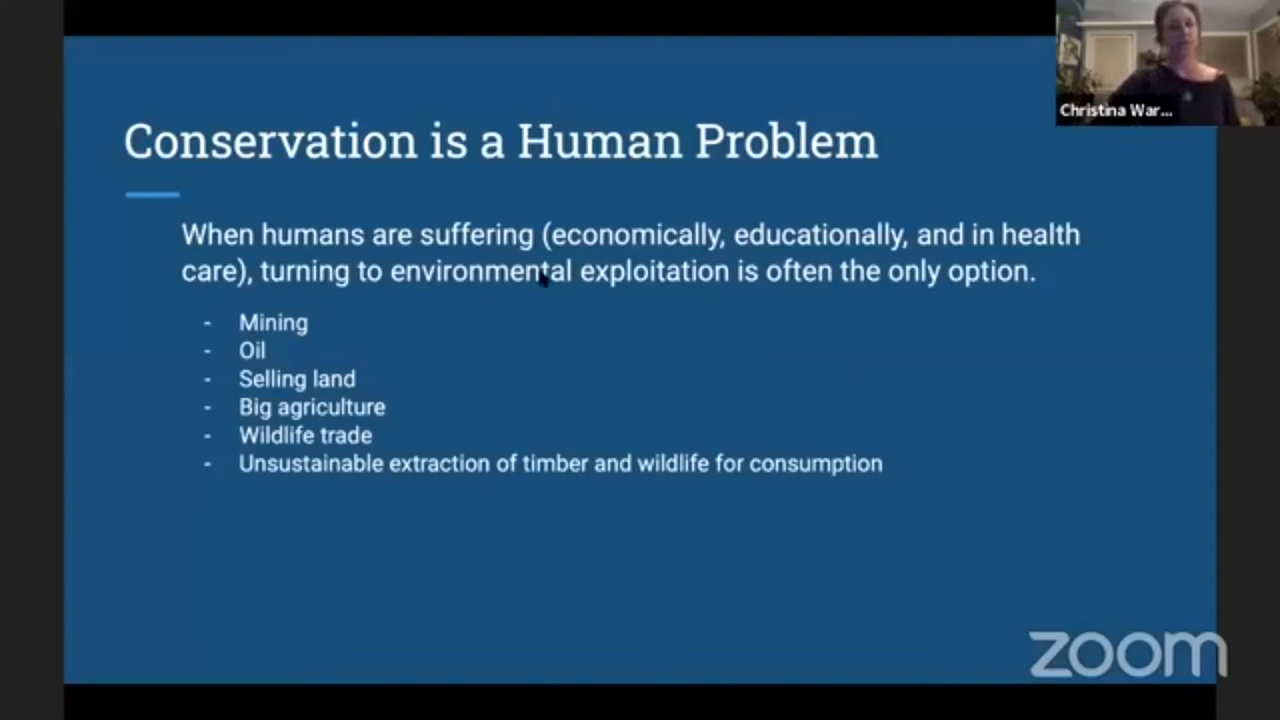 Christina War...
Conservation is a Human Problem
When humans are suffering (economically, educationally, and in health
care), turning to environmental exploitation is often the only option.
- Mining
- Oil
- Selling land
- Big agriculture
- Wildlife trade
- Unsustainable extraction of timber and wildlife for consumption
zoom